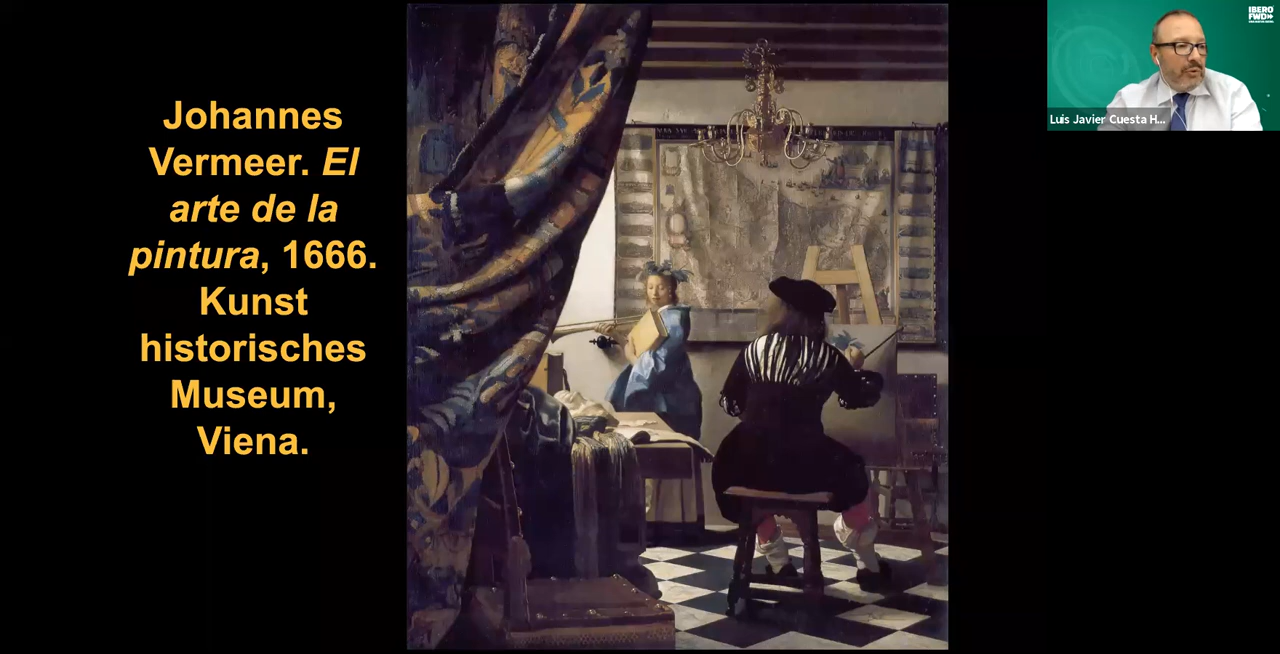 Johannes
Vermeer. El
arte de la
pintura, 1666.
Kunst
historisches
Museum,
Viena.
IBERO
FWD
Luis Javier Cuesta H...